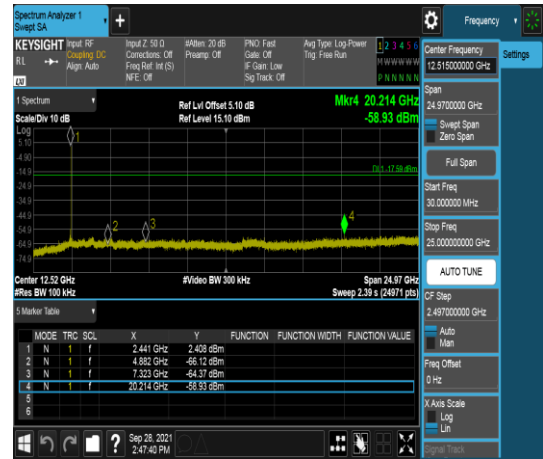 Spectrum Analyzer 1
Swept SA
+
Frequency
KEYSIGHT
RL
LXI
Input: RF
Coupling: DC
Align: Auto
Input Z: 50 Ω
Corrections: Off
Freq Ref: Int (S)
NFE: Off
#Atten: 20 dB
Preamp: Off
PNO: Fast
Gate: Off
IF Gain: Low
Sig Track: Off
Avg Type: Log-Power
Trig: Free Run
1 2 3 4 5 6
M W W W W W
P N N N N N
1 Spectrum
Scale/Div 10 dB
Ref Lvl Offset 5.10 dB
Ref Level 15.10 dBm
Mkr4 20.214 GHz
-58.93 dBm
Log
5.10
-4.90
-14.9
-24.9
-34.9
-44.9
-54.9
-64.9
-74.9
1
2
3
4
DL1 -17.59 dBm
Center 12.52 GHz
#Res BW 100 kHz
#Video BW 300 kHz
Span 24.97 GHz
Sweep 2.39 s (24971 pts)
5 Marker Table
MODE TRC SCL X Y FUNCTION FUNCTION WIDTH FUNCTION VALUE
1 N 1 f 2.441 GHz 2.408 dBm
2 N 1 f 4.882 GHz -66.12 dBm
3 N 1 f 7.323 GHz -64.37 dBm
4 N 1 f 20.214 GHz -58.93 dBm
5
6
?
Sep 28, 2021
2:47:40 PM
Settings
Center Frequency
12.515000000 GHz
Span
24.9700000 GHz
Swept Span
Zero Span
Full Span
Start Freq
30.000000 MHz
Stop Freq
25.000000000 GHz
AUTO TUNE
CF Step
2.497000000 GHz
Auto
Man
Freq Offset
0 Hz
X Axis Scale
Log
Lin
Signal Track